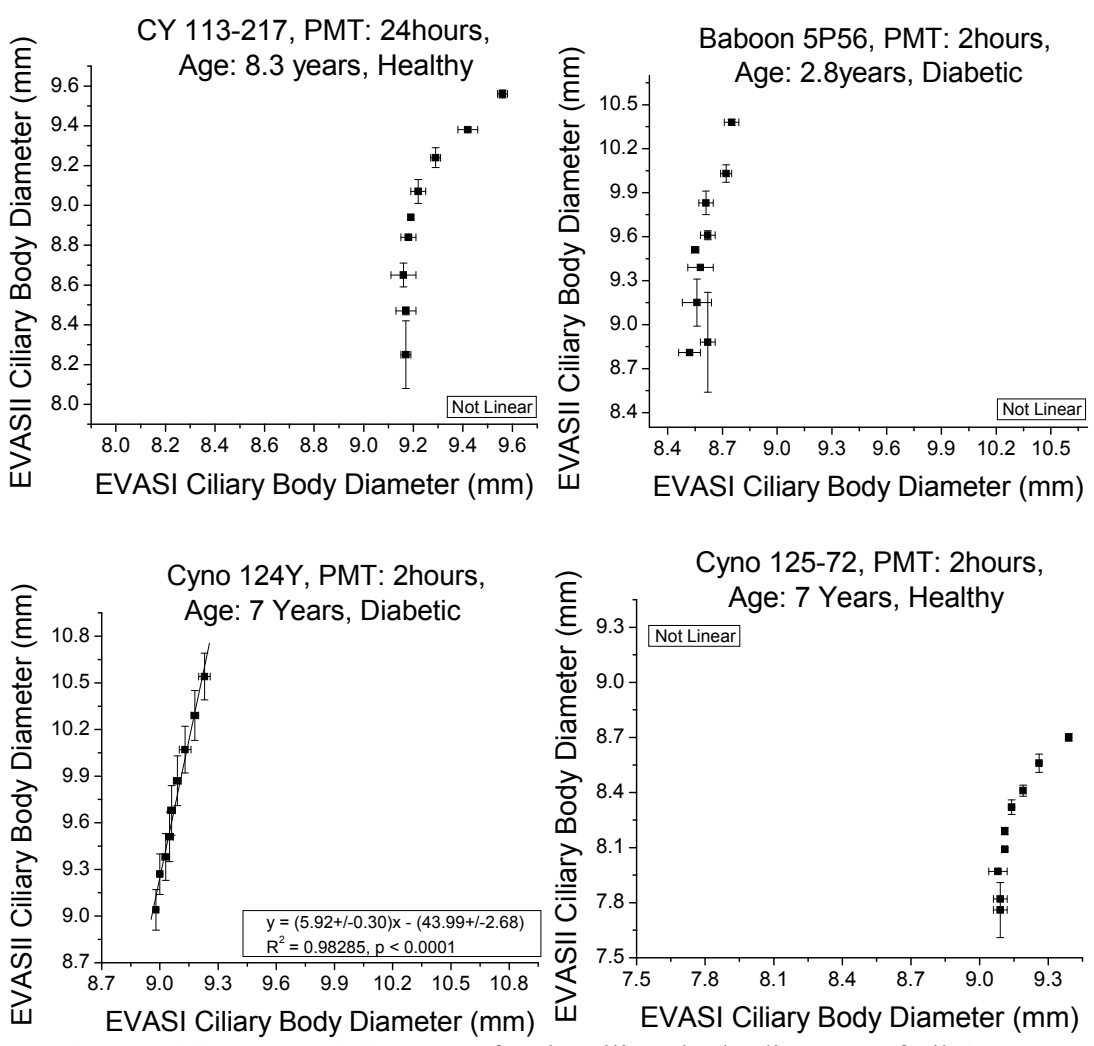 CY 113-217, PMT: 24hours,
Age: 8.3 years, Healthy
EVASII Ciliary Body Diameter (mm)
9.6
9.4
9.2
9.0
8.8
8.6
8.4
8.2
8.0
Not Linear
8.0 8.2 8.4 8.6 8.8 9.0 9.2 9.4 9.6
EVASI Ciliary Body Diameter (mm)
Baboon 5P56, PMT: 2hours,
Age: 2.8years, Diabetic
EVASII Ciliary Body Diameter (mm)
10.5
10.2
9.9
9.6
9.3
9.0
8.7
8.4
Not Linear
8.4 8.7 9.0 9.3 9.6 9.9 10.2 10.5
EVASI Ciliary Body Diameter (mm)
Cyno 124Y, PMT: 2hours,
Age: 7 Years, Diabetic
EVASII Ciliary Body Diameter (mm)
10.8
10.5
10.2
9.9
9.6
9.3
9.0
8.7
y = (5.92+/-0.30)x - (43.99+/-2.68)
R² = 0.98285, p < 0.0001
8.7 9.0 9.3 9.6 9.9 10.2 10.5 10.8
EVASI Ciliary Body Diameter (mm)
Cyno 125-72, PMT: 2hours,
Age: 7 Years, Healthy
EVASII Ciliary Body Diameter (mm)
9.3
9.0
8.7
8.4
8.1
7.8
7.5
Not Linear
7.5 7.8 8.1 8.4 8.7 9.0 9.3
EVASI Ciliary Body Diameter (mm)